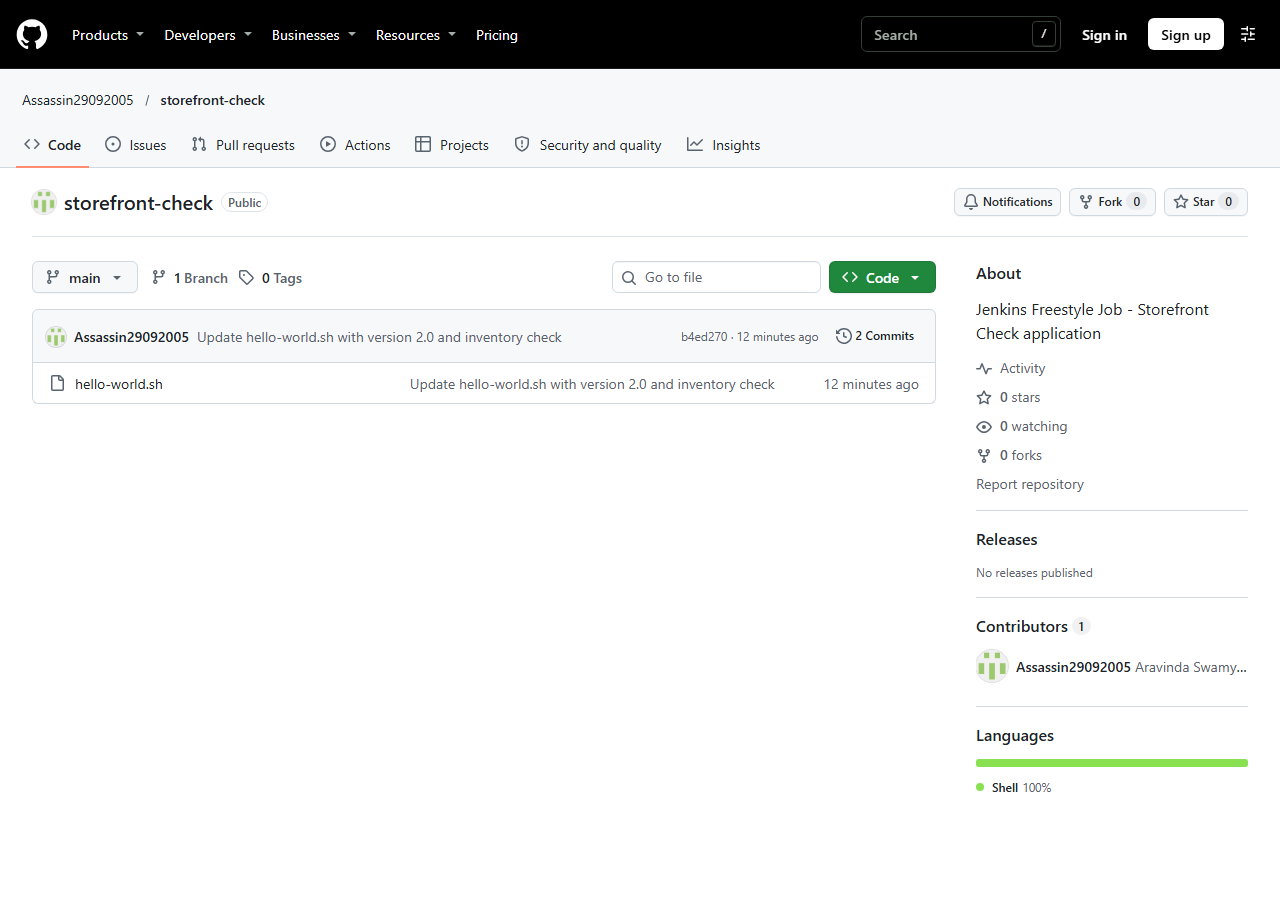 Products Developers Businesses Resources Pricing Search / Sign in Sign up
Assassin29092005 / storefront-check
Code Issues Pull requests Actions Projects Security and quality Insights
storefront-check Public Notifications Fork 0 Star 0
main 1 Branch 0 Tags Go to file Code
Assassin29092005 Update hello-world.sh with version 2.0 and inventory check b4ed270 · 12 minutes ago 2 Commits
hello-world.sh Update hello-world.sh with version 2.0 and inventory check 12 minutes ago
About
Jenkins Freestyle Job - Storefront
Check application
Activity
0 stars
0 watching
0 forks
Report repository
Releases
No releases published
Contributors 1
Assassin29092005 Aravinda Swamy...
Languages
Shell 100%